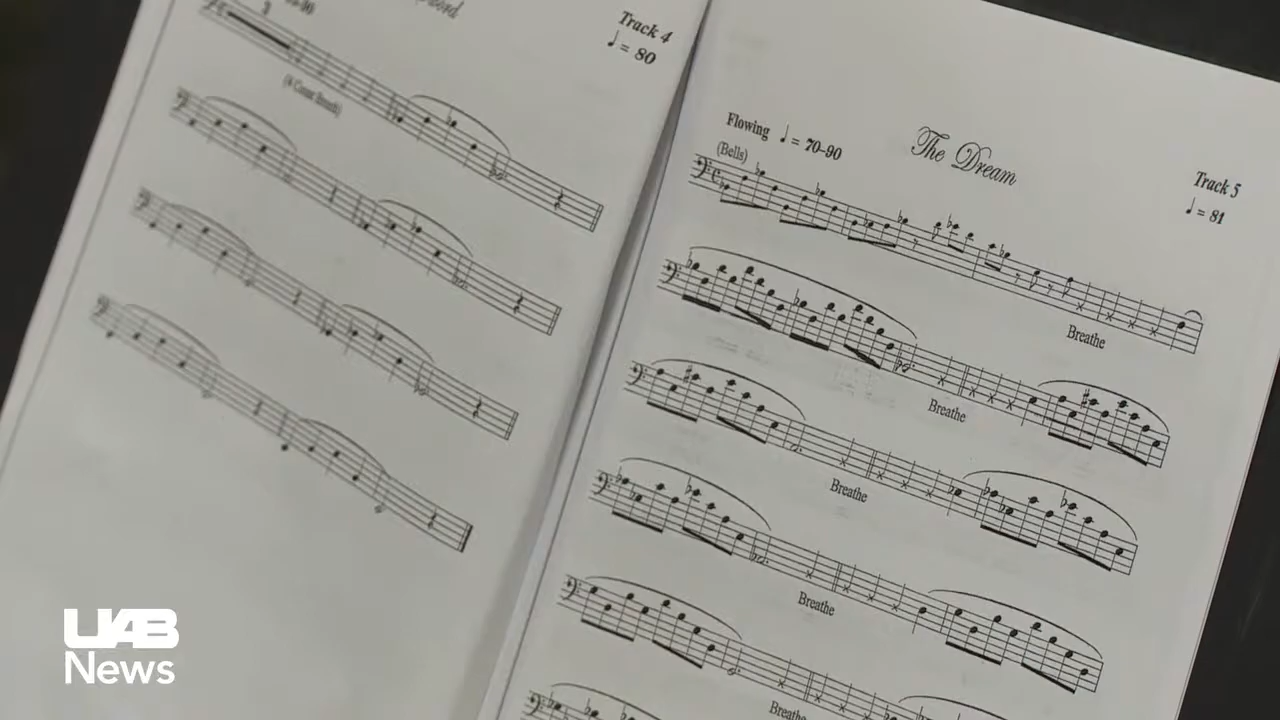 Track 4
♩ = 80
3
The Dream
Flowing ♩ = 70–90
Track 5
♩ = 81
(Bells)
Breathe
Breathe
Breathe
Breathe
Breathe
UAB
News